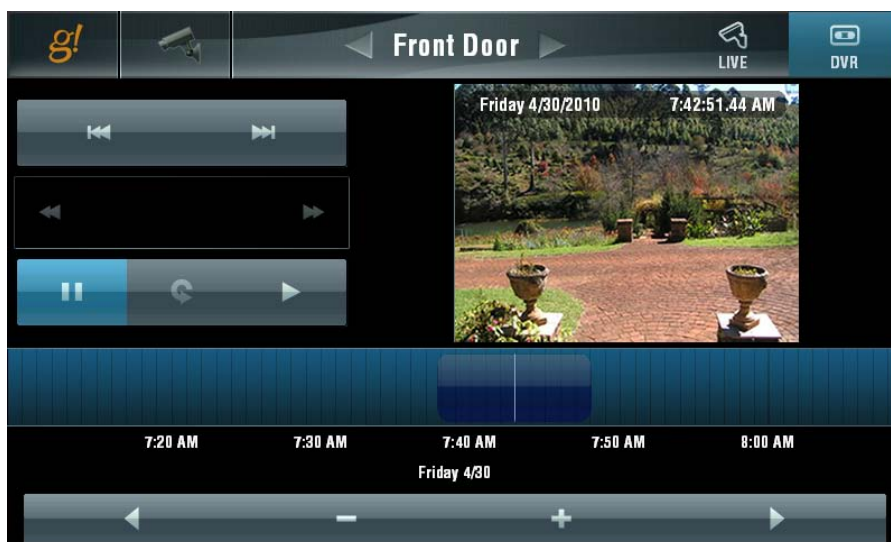 g!
Front Door
LIVE
DVR
Friday 4/30/2010 7:42:51.44 AM
7:20 AM 7:30 AM 7:40 AM 7:50 AM 8:00 AM
Friday 4/30